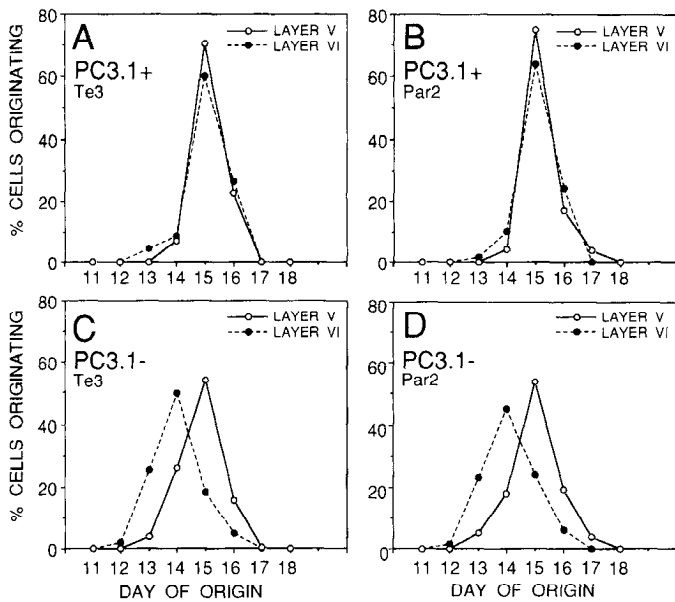 A
PC3.1+
Te3
LAYER V
LAYER VI
80
60
40
20
0
% CELLS ORIGINATING
11 12 13 14 15 16 17 18
B
PC3.1+
Par2
LAYER V
LAYER VI
80
60
40
20
0
11 12 13 14 15 16 17 18
C
PC3.1-
Te3
LAYER V
LAYER VI
80
60
40
20
0
% CELLS ORIGINATING
11 12 13 14 15 16 17 18
DAY OF ORIGIN
D
PC3.1-
Par2
LAYER V
LAYER VI
80
60
40
20
0
11 12 13 14 15 16 17 18
DAY OF ORIGIN